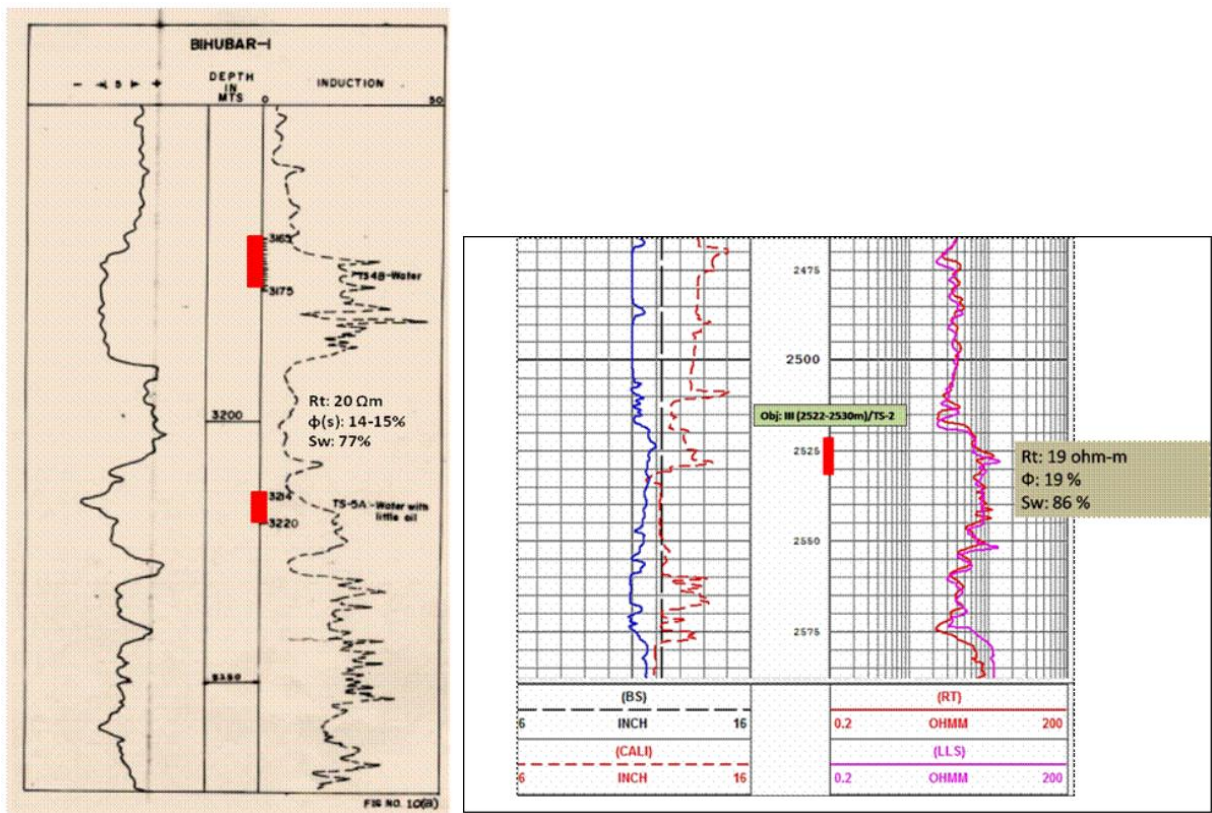 BIHUBAR-I
- S +
DEPTH
IN
MTS
INDUCTION
0
50
3165
TS4B-Water
3175
Rt: 20 Ωm
ф(s): 14-15%
Sw: 77%
3200
3214
TS-5A-Water with
little oil
3220
FIG NO. 10(B)
2475
2500
Obj: III (2522-2530m)/TS-2
2525
Rt: 19 ohm-m
Φ: 19 %
Sw: 86 %
2550
2575
(BS)
6 INCH 16
(CALI)
6 INCH 16
(RT)
0.2 OHMM 200
(LLS)
0.2 OHMM 200